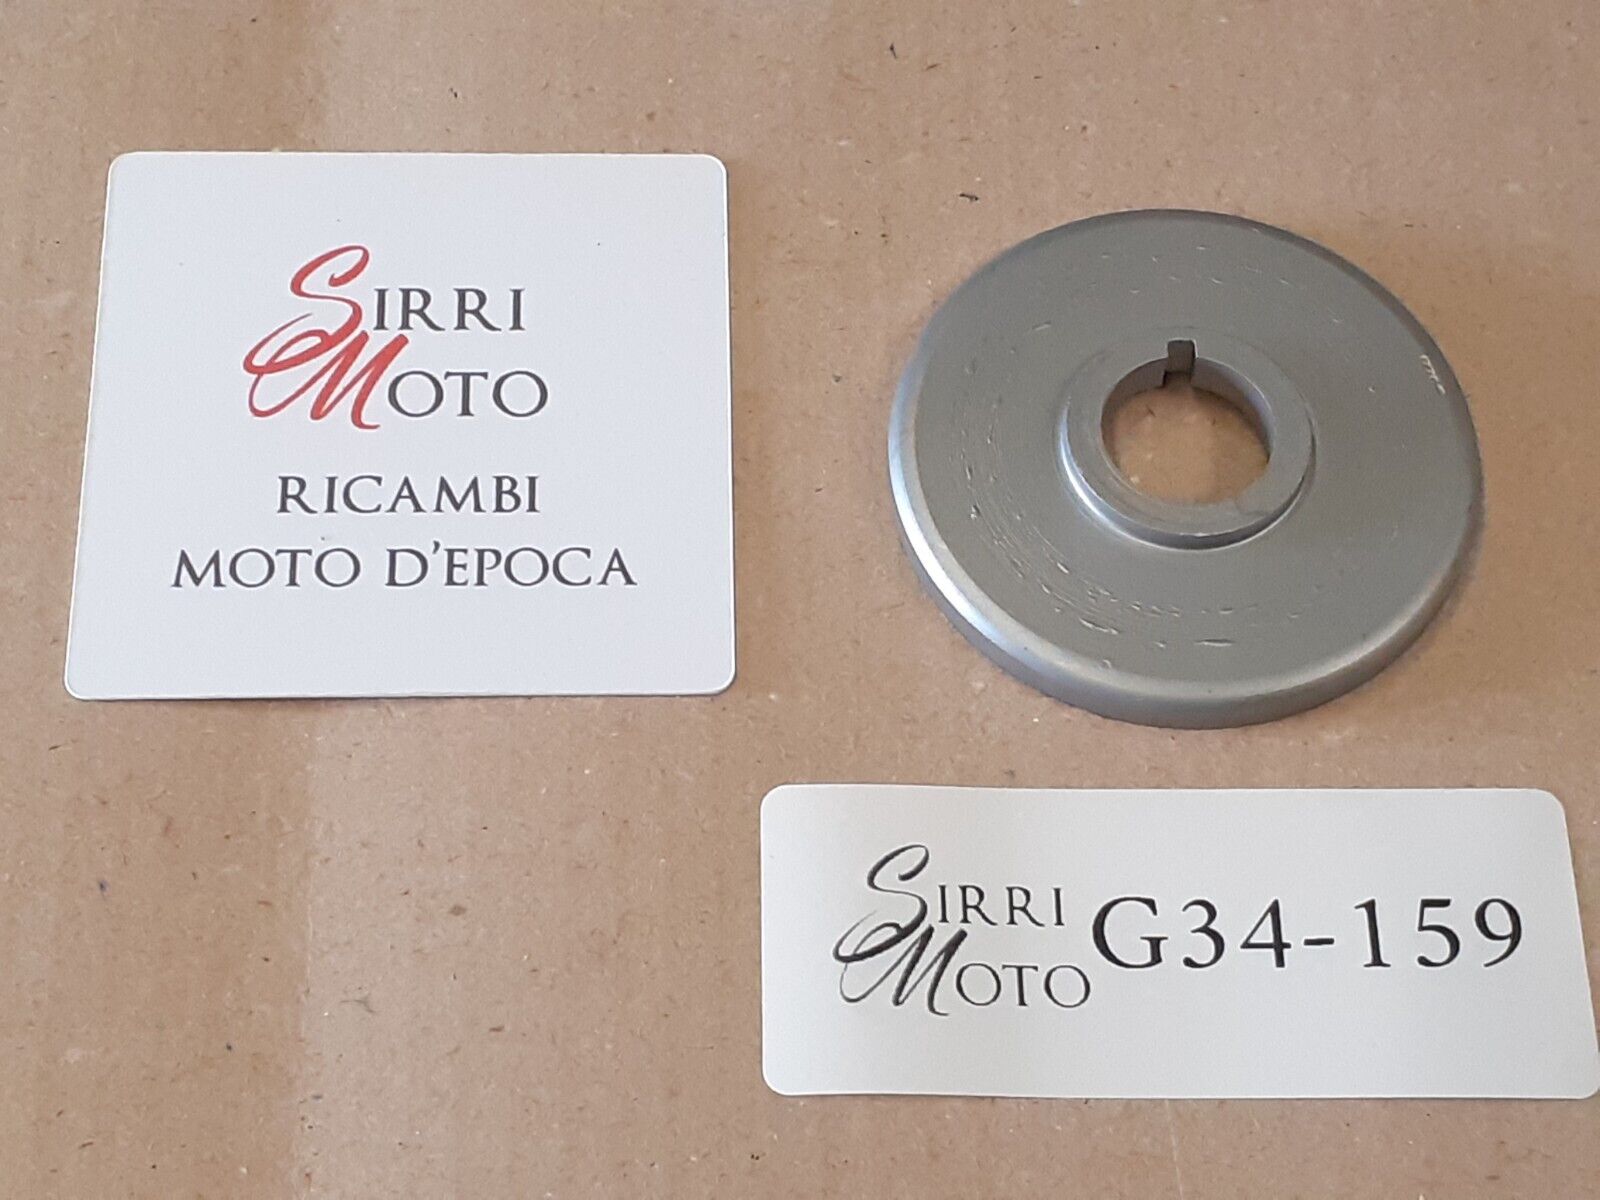 SIRRI
MOTO
RICAMBI
MOTO D'EPOCA
SIRRI
MOTO
G34-159